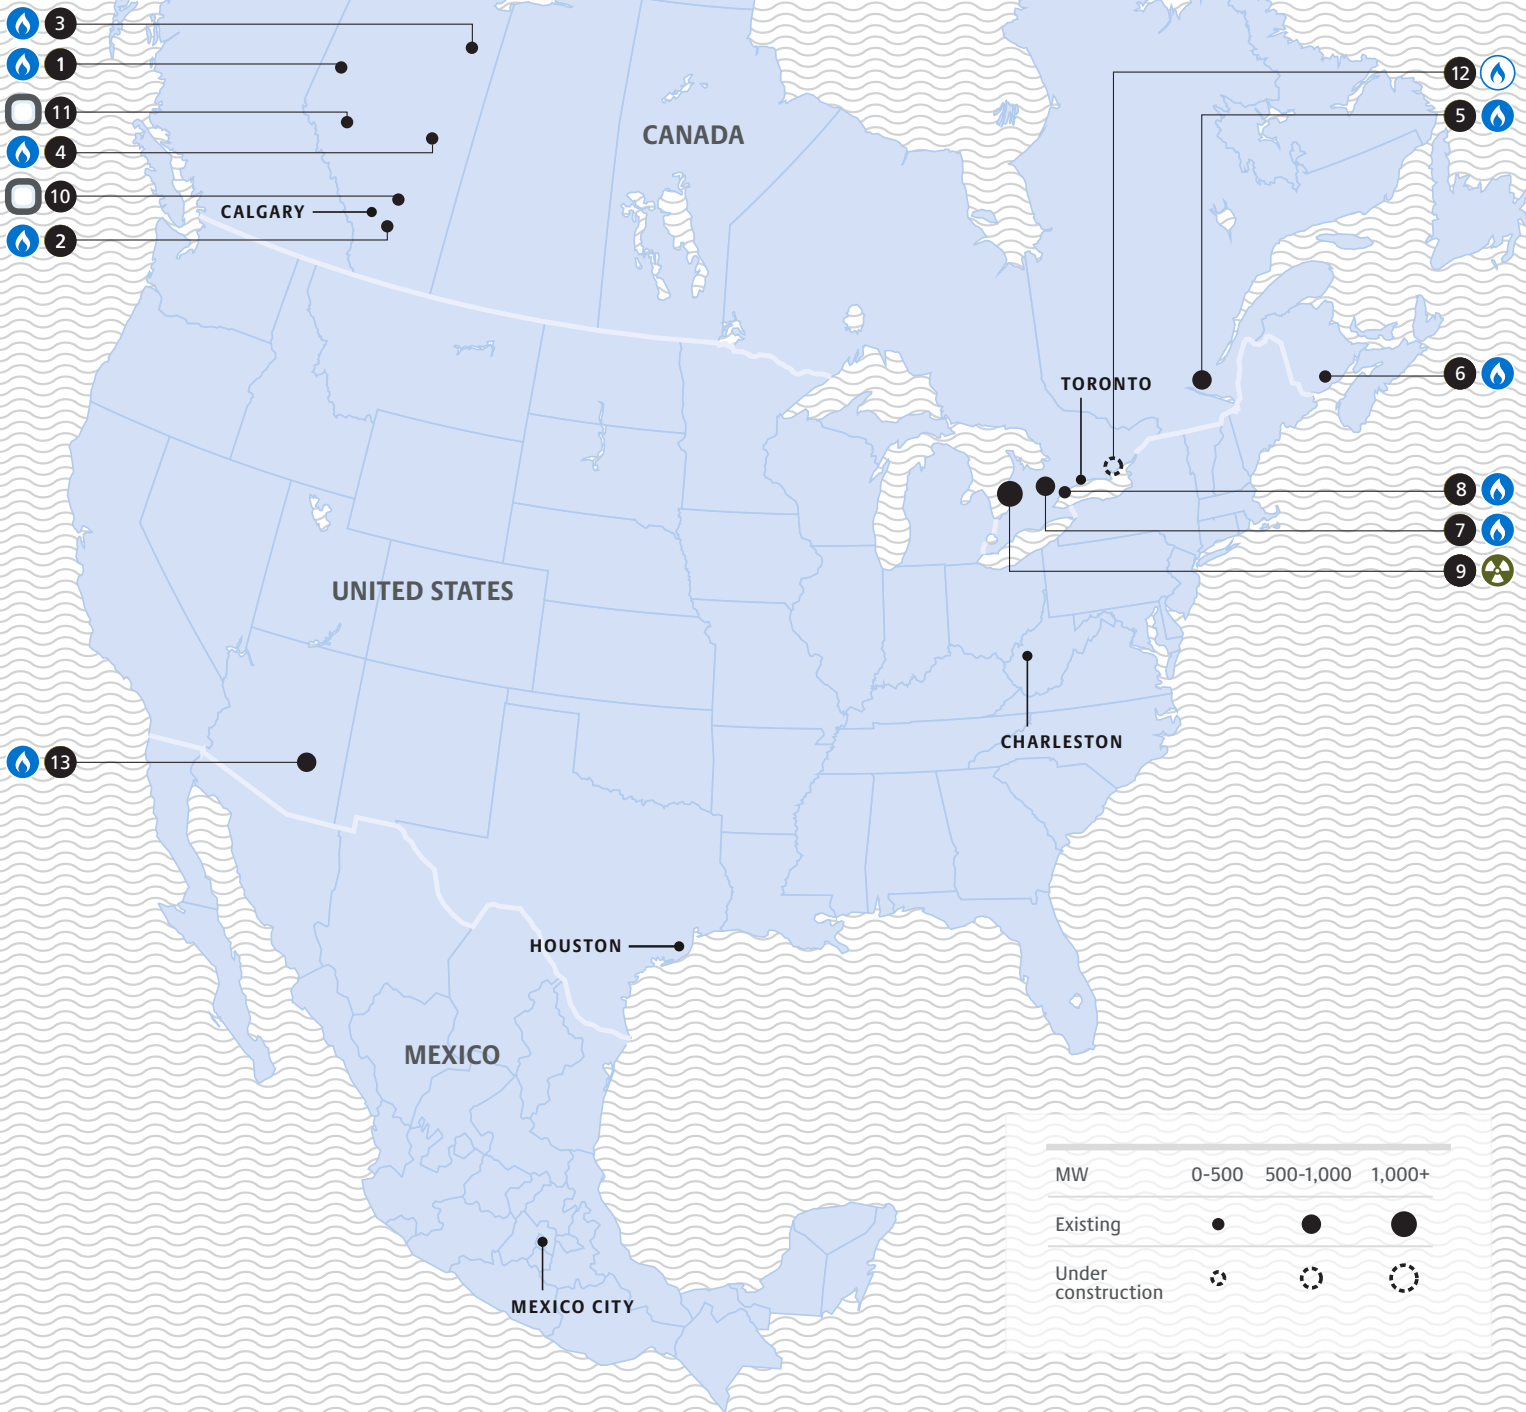 3
1
11
4
10
2
12
5
CANADA
CALGARY
TORONTO
6
8
7
9
UNITED STATES
CHARLESTON
13
HOUSTON
MEXICO
MEXICO CITY
MW 0-500 500-1,000 1,000+
Existing
Under
construction